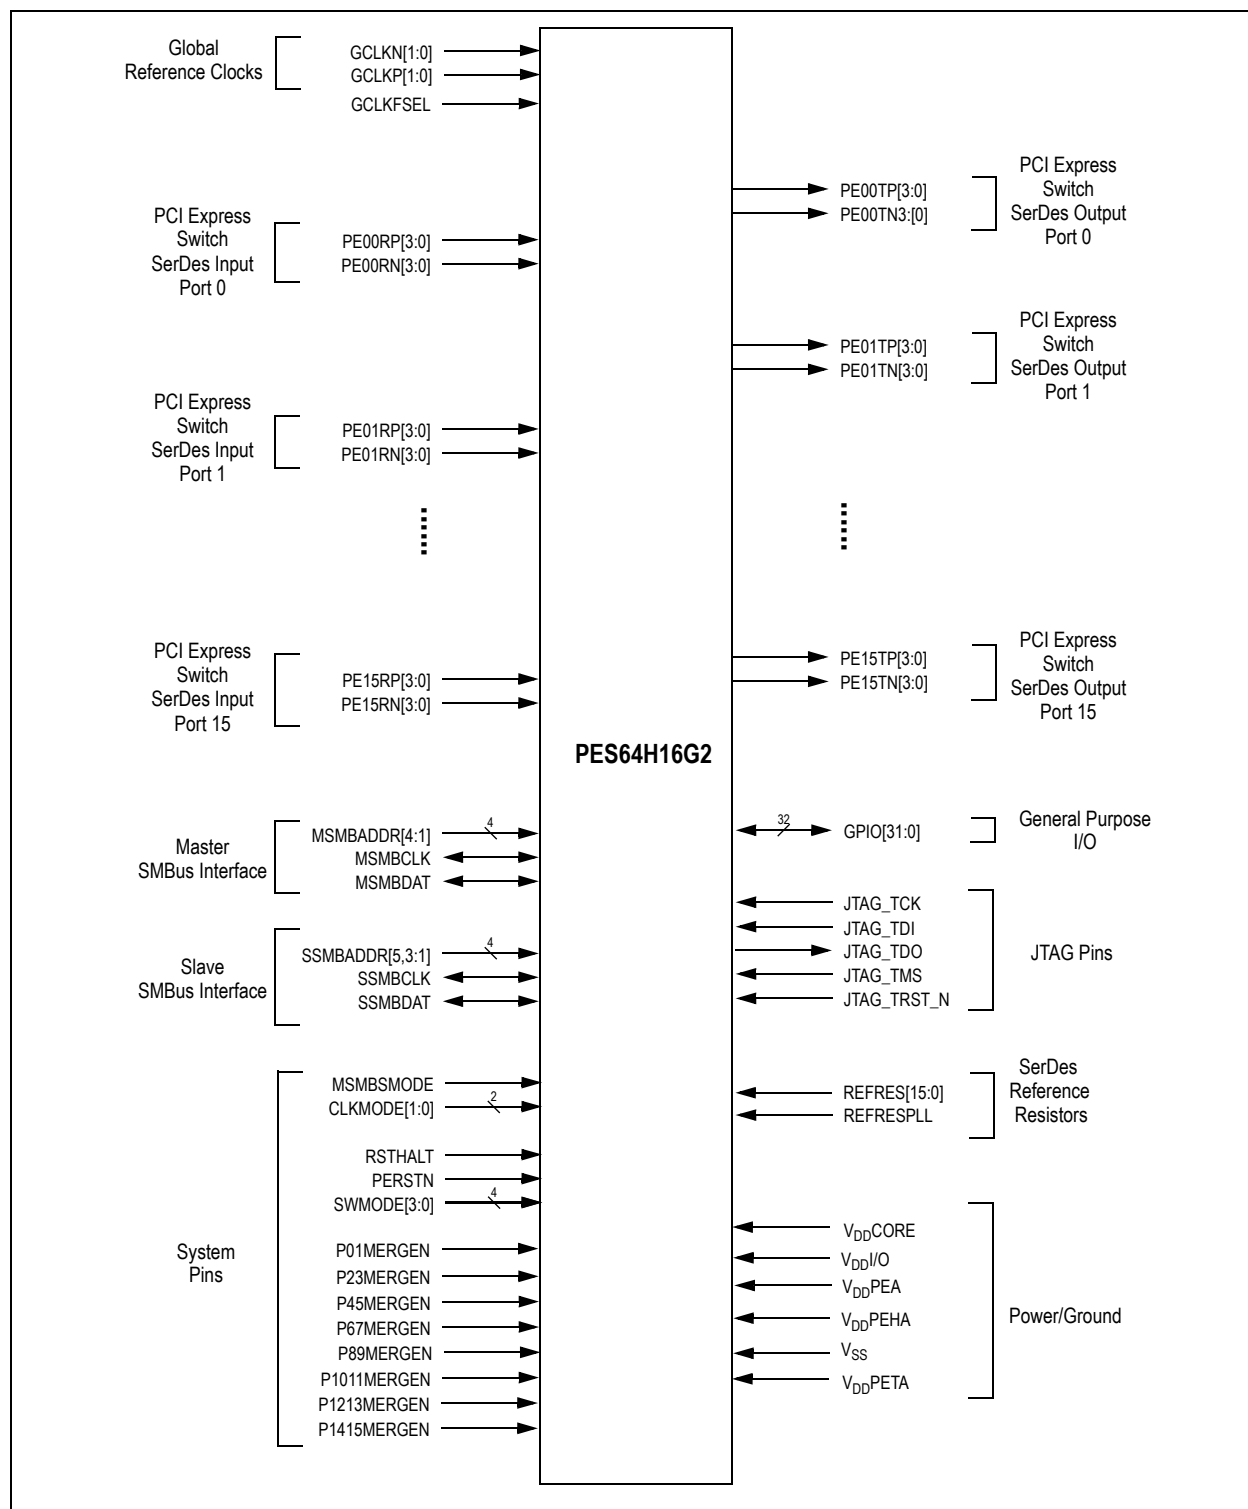 Global
Reference Clocks
GCLKN[1:0]
GCLKP[1:0]
GCLKFSEL
PCI Express
Switch
SerDes Input
Port 0
PE00RP[3:0]
PE00RN[3:0]
PCI Express
Switch
SerDes Input
Port 1
PE01RP[3:0]
PE01RN[3:0]
PCI Express
Switch
SerDes Input
Port 15
PE15RP[3:0]
PE15RN[3:0]
Master
SMBus Interface
MSMBADDR[4:1]
4
MSMBCLK
MSMBDAT
Slave
SMBus Interface
SSMBADDR[5,3:1]
4
SSMBCLK
SSMBDAT
System
Pins
MSMBSMODE
CLKMODE[1:0]
2
RSTHALT
PERSTN
SWMODE[3:0]
4
P01MERGEN
P23MERGEN
P45MERGEN
P67MERGEN
P89MERGEN
P1011MERGEN
P1213MERGEN
P1415MERGEN
PES64H16G2
PE00TP[3:0]
PE00TN3:[0]
PCI Express
Switch
SerDes Output
Port 0
PE01TP[3:0]
PE01TN[3:0]
PCI Express
Switch
SerDes Output
Port 1
PE15TP[3:0]
PE15TN[3:0]
PCI Express
Switch
SerDes Output
Port 15
32
GPIO[31:0]
General Purpose
I/O
JTAG_TCK
JTAG_TDI
JTAG_TDO
JTAG_TMS
JTAG_TRST_N
JTAG Pins
REFRES[15:0]
REFRESPLL
SerDes
Reference
Resistors
VDDCORE
VDDI/O
VDDPEA
VDDPEHA
VSS
VDDPETA
Power/Ground